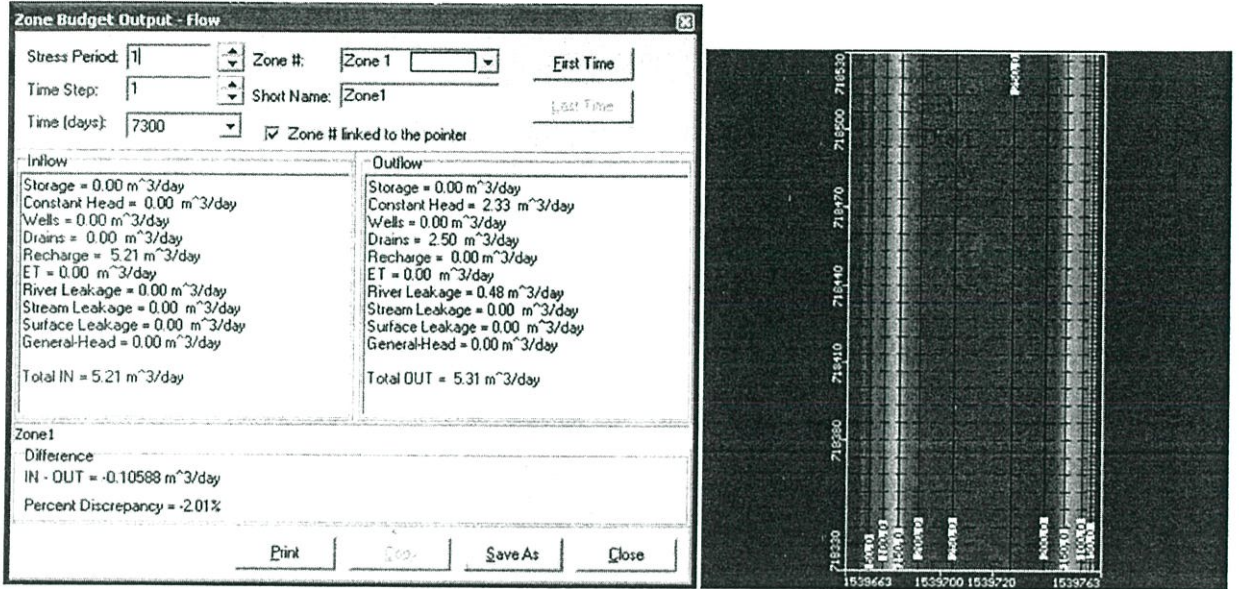 Zone Budget Output - Flow
Stress Period: 1
Zone #: Zone 1
First Time
Time Step: 1
Short Name: Zone1
Last Time
Time (days): 7300
Zone # linked to the pointer
Inflow
Storage = 0.00 m^3/day
Constant Head = 0.00 m^3/day
Wells = 0.00 m^3/day
Drains = 0.00 m^3/day
Recharge = 5.21 m^3/day
ET = 0.00 m^3/day
River Leakage = 0.00 m^3/day
Stream Leakage = 0.00 m^3/day
Surface Leakage = 0.00 m^3/day
General-Head = 0.00 m^3/day
Total IN = 5.21 m^3/day
Outflow
Storage = 0.00 m^3/day
Constant Head = 2.33 m^3/day
Wells = 0.00 m^3/day
Drains = 2.50 m^3/day
Recharge = 0.00 m^3/day
ET = 0.00 m^3/day
River Leakage = 0.48 m^3/day
Stream Leakage = 0.00 m^3/day
Surface Leakage = 0.00 m^3/day
General-Head = 0.00 m^3/day
Total OUT = 5.31 m^3/day
Zone1
Difference
IN - OUT = -0.10588 m^3/day
Percent Discrepancy = -2.01%
Print
Copy
Save As
Close
718530
718500
718470
718440
718410
718380
718330
1539663
1539700
1539720
1539763